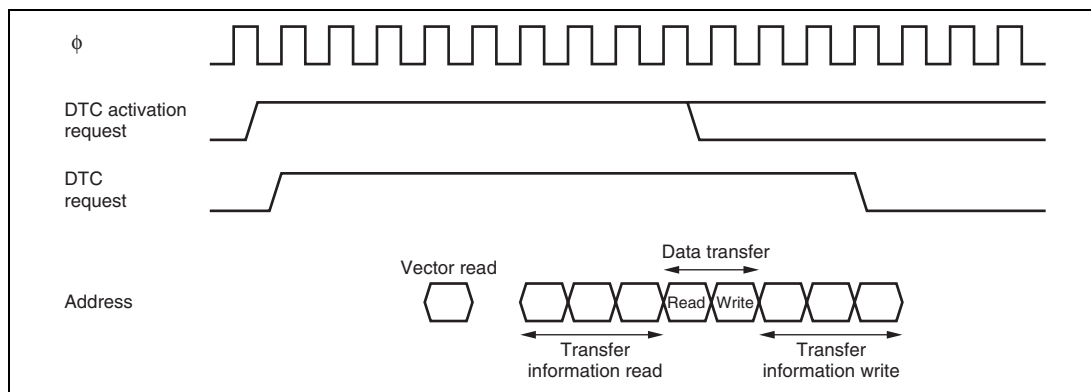 ϕ
DTC activation
request
DTC
request
Data transfer
Vector read
Address
Read
Write
Transfer
information read
Transfer
information write